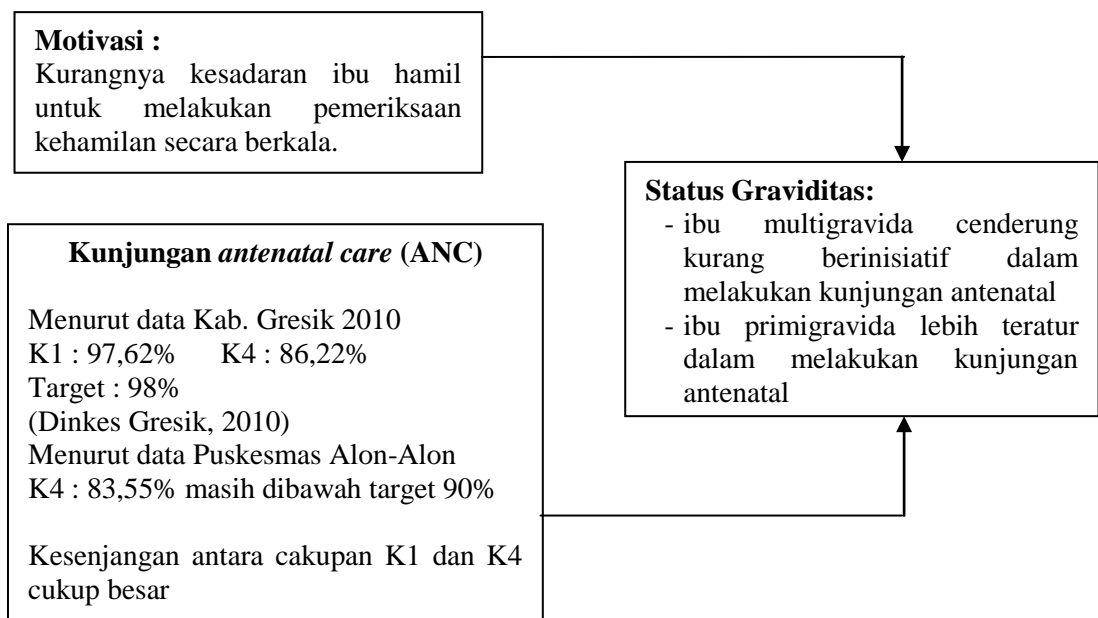 Motivasi :
Kurangnya kesadaran ibu hamil
untuk melakukan pemeriksaan
kehamilan secara berkala.
Kunjungan antenatal care (ANC)
Menurut data Kab. Gresik 2010
K1 : 97,62% K4 : 86,22%
Target : 98%
(Dinkes Gresik, 2010)
Menurut data Puskesmas Alon-Alon
K4 : 83,55% masih dibawah target 90%
Kesenjangan antara cakupan K1 dan K4
cukup besar
Status Graviditas:
- ibu multigravida cenderung
kurang berinisiatif dalam
melakukan kunjungan antenatal
- ibu primigravida lebih teratur
dalam melakukan kunjungan
antenatal